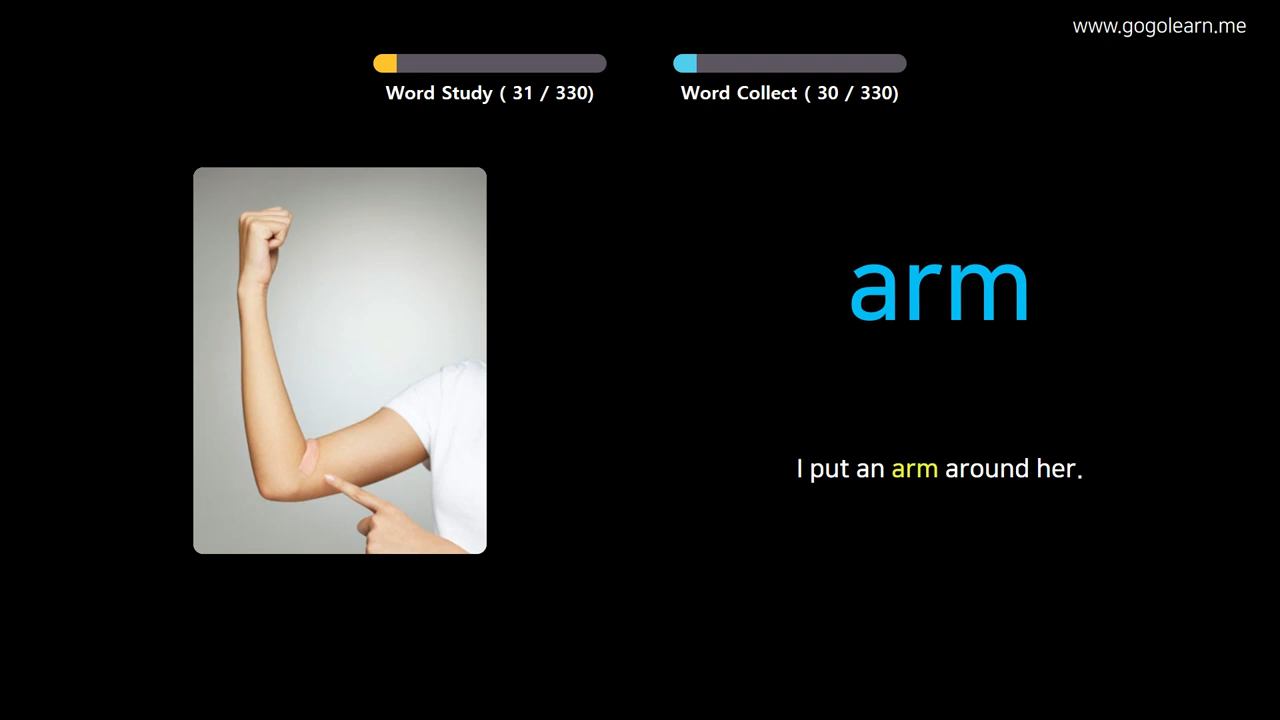 www.gogolearn.me
Word Study ( 31 / 330)
Word Collect ( 30 / 330)
arm
I put an arm around her.